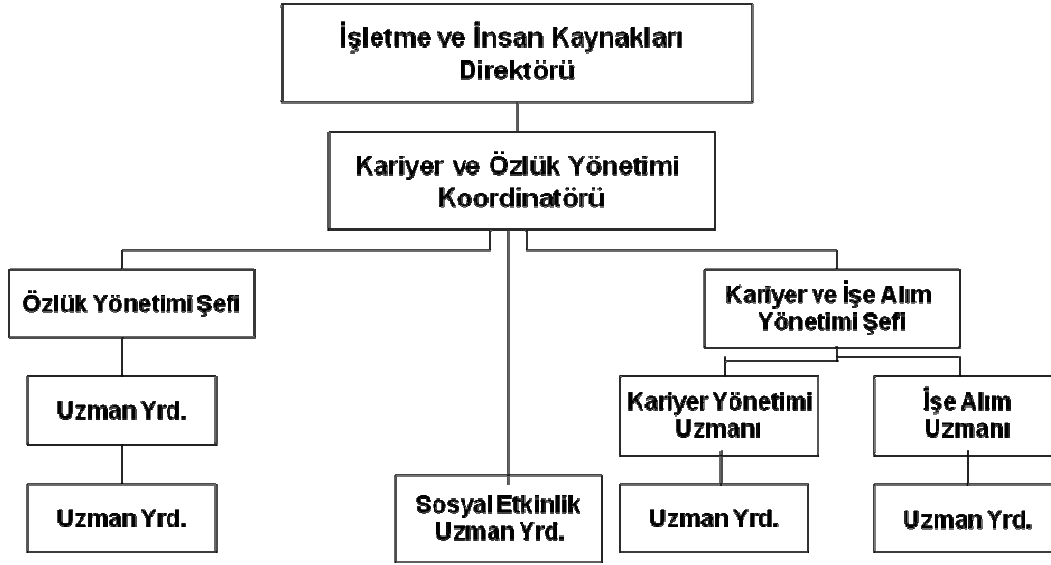 İşletme ve İnsan Kaynakları
Direktörü
Kariyer ve Özlük Yönetimi
Koordinatörü
Özlük Yönetimi Şefi
Kariyer ve İşe Alım
Yönetimi Şefi
Uzman Yrd.
Kariyer Yönetimi
Uzmanı
İşe Alım
Uzmanı
Uzman Yrd.
Sosyal Etkinlik
Uzman Yrd.
Uzman Yrd.
Uzman Yrd.